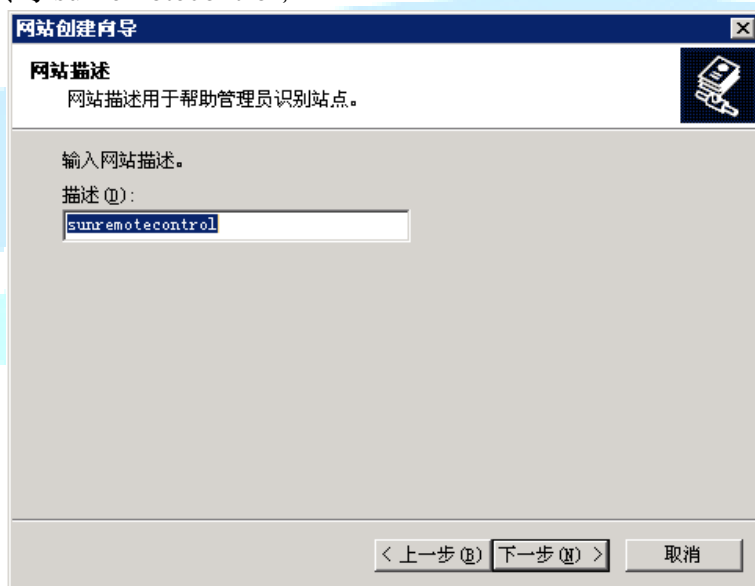 网站创建向导
网站描述
网站描述用于帮助管理员识别站点。
输入网站描述。
描述(D):
sunremotecontrol
< 上一步(B)
下一步(N) >
取消